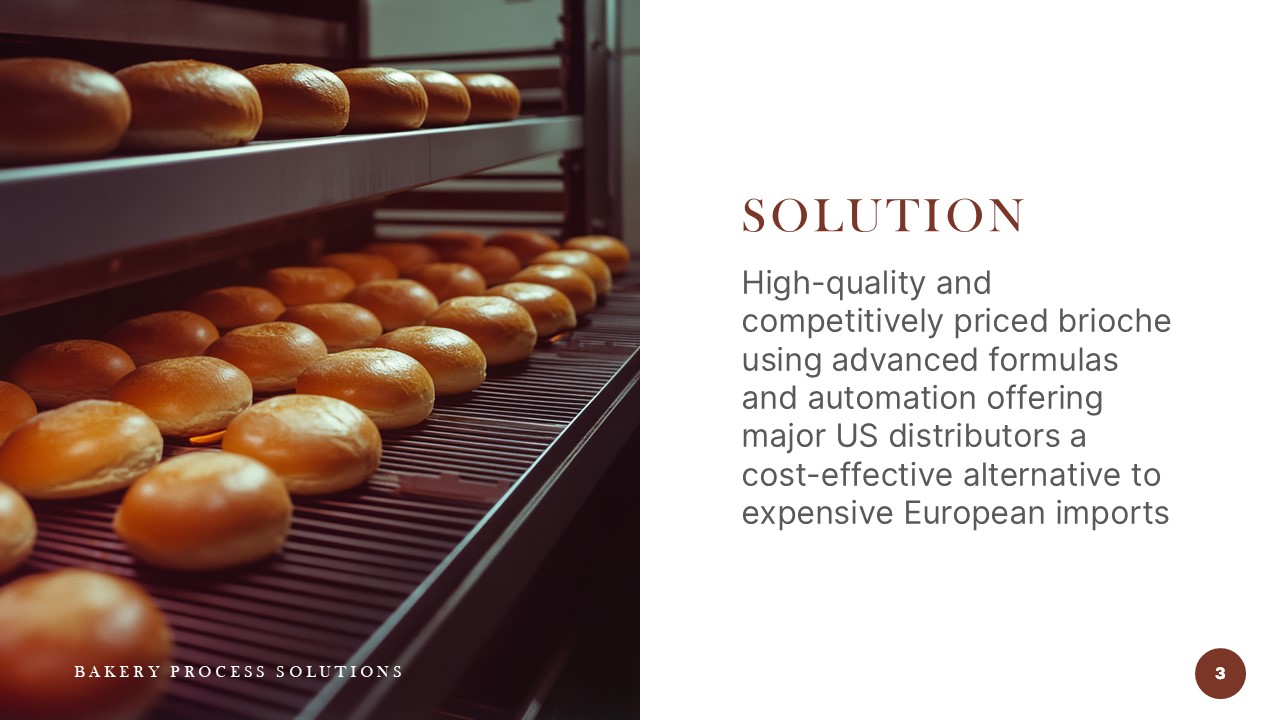 BAKERY PROCESS SOLUTIONS
SOLUTION
High-quality and
competitively priced brioche
using advanced formulas
and automation offering
major US distributors a
cost-effective alternative to
expensive European imports
3